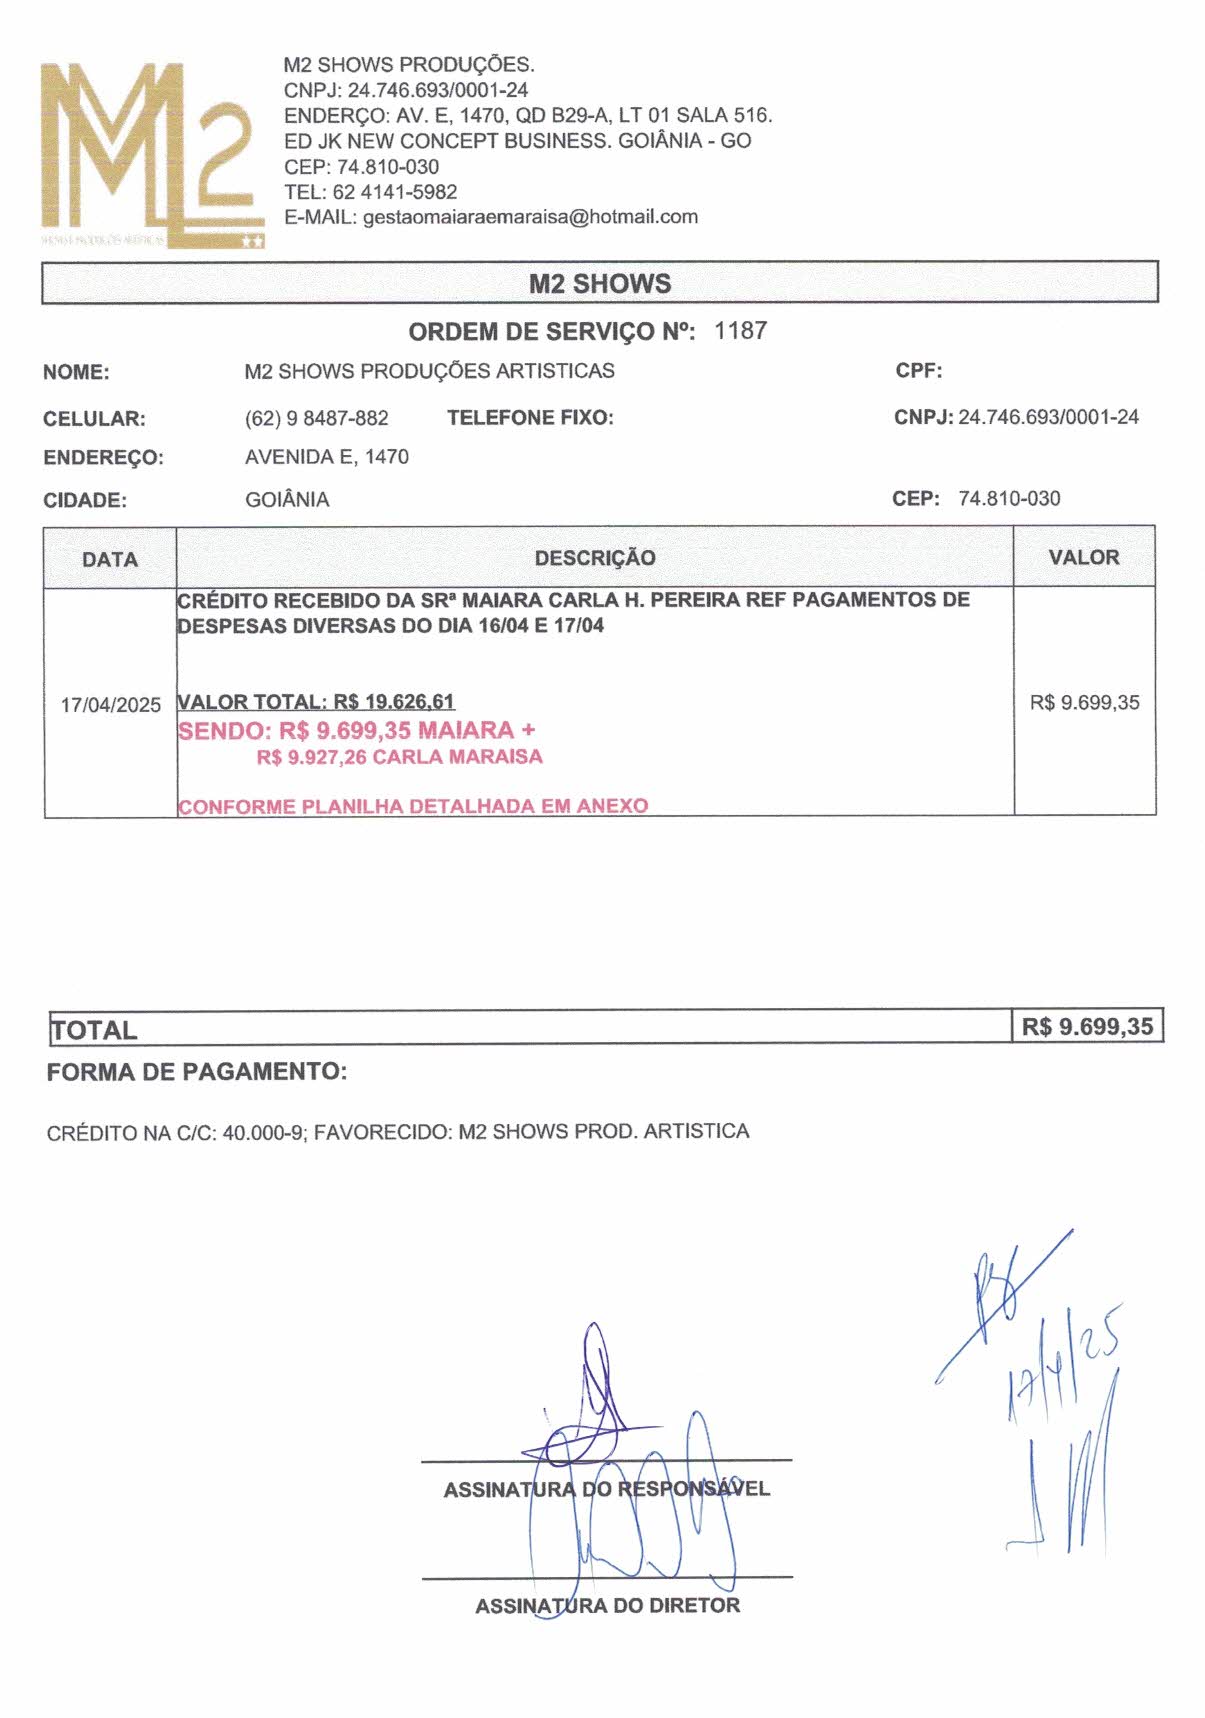 M2 SHOWS PRODUÇÕES.
CNPJ: 24.746.693/0001-24
ENDERÇO: AV. E, 1470, QD B29-A, LT 01 SALA 516.
ED JK NEW CONCEPT BUSINESS. GOIÂNIA - GO
CEP: 74.810-030
TEL: 62 4141-5982
E-MAIL: gestaomaiaraemaraisa@hotmail.com
M2
M2 SHOWS
ORDEM DE SERVIÇO Nº: 1187
NOME: M2 SHOWS PRODUÇÕES ARTISTICAS CPF:
CELULAR: (62) 9 8487-882 TELEFONE FIXO: CNPJ: 24.746.693/0001-24
ENDEREÇO: AVENIDA E, 1470
CIDADE: GOIÂNIA CEP: 74.810-030
DATA DESCRIÇÃO VALOR
CRÉDITO RECEBIDO DA SRª MAIARA CARLA H. PEREIRA REF PAGAMENTOS DE
DESPESAS DIVERSAS DO DIA 16/04 E 17/04
17/04/2025 VALOR TOTAL: R$ 19.626,61 R$ 9.699,35
SENDO: R$ 9.699,35 MAIARA +
R$ 9.927,26 CARLA MARAISA
CONFORME PLANILHA DETALHADA EM ANEXO
TOTAL R$ 9.699,35
FORMA DE PAGAMENTO:
CRÉDITO NA C/C: 40.000-9; FAVORECIDO: M2 SHOWS PROD. ARTISTICA
17/4/25
ASSINATURA DO RESPONSÁVEL
ASSINATURA DO DIRETOR